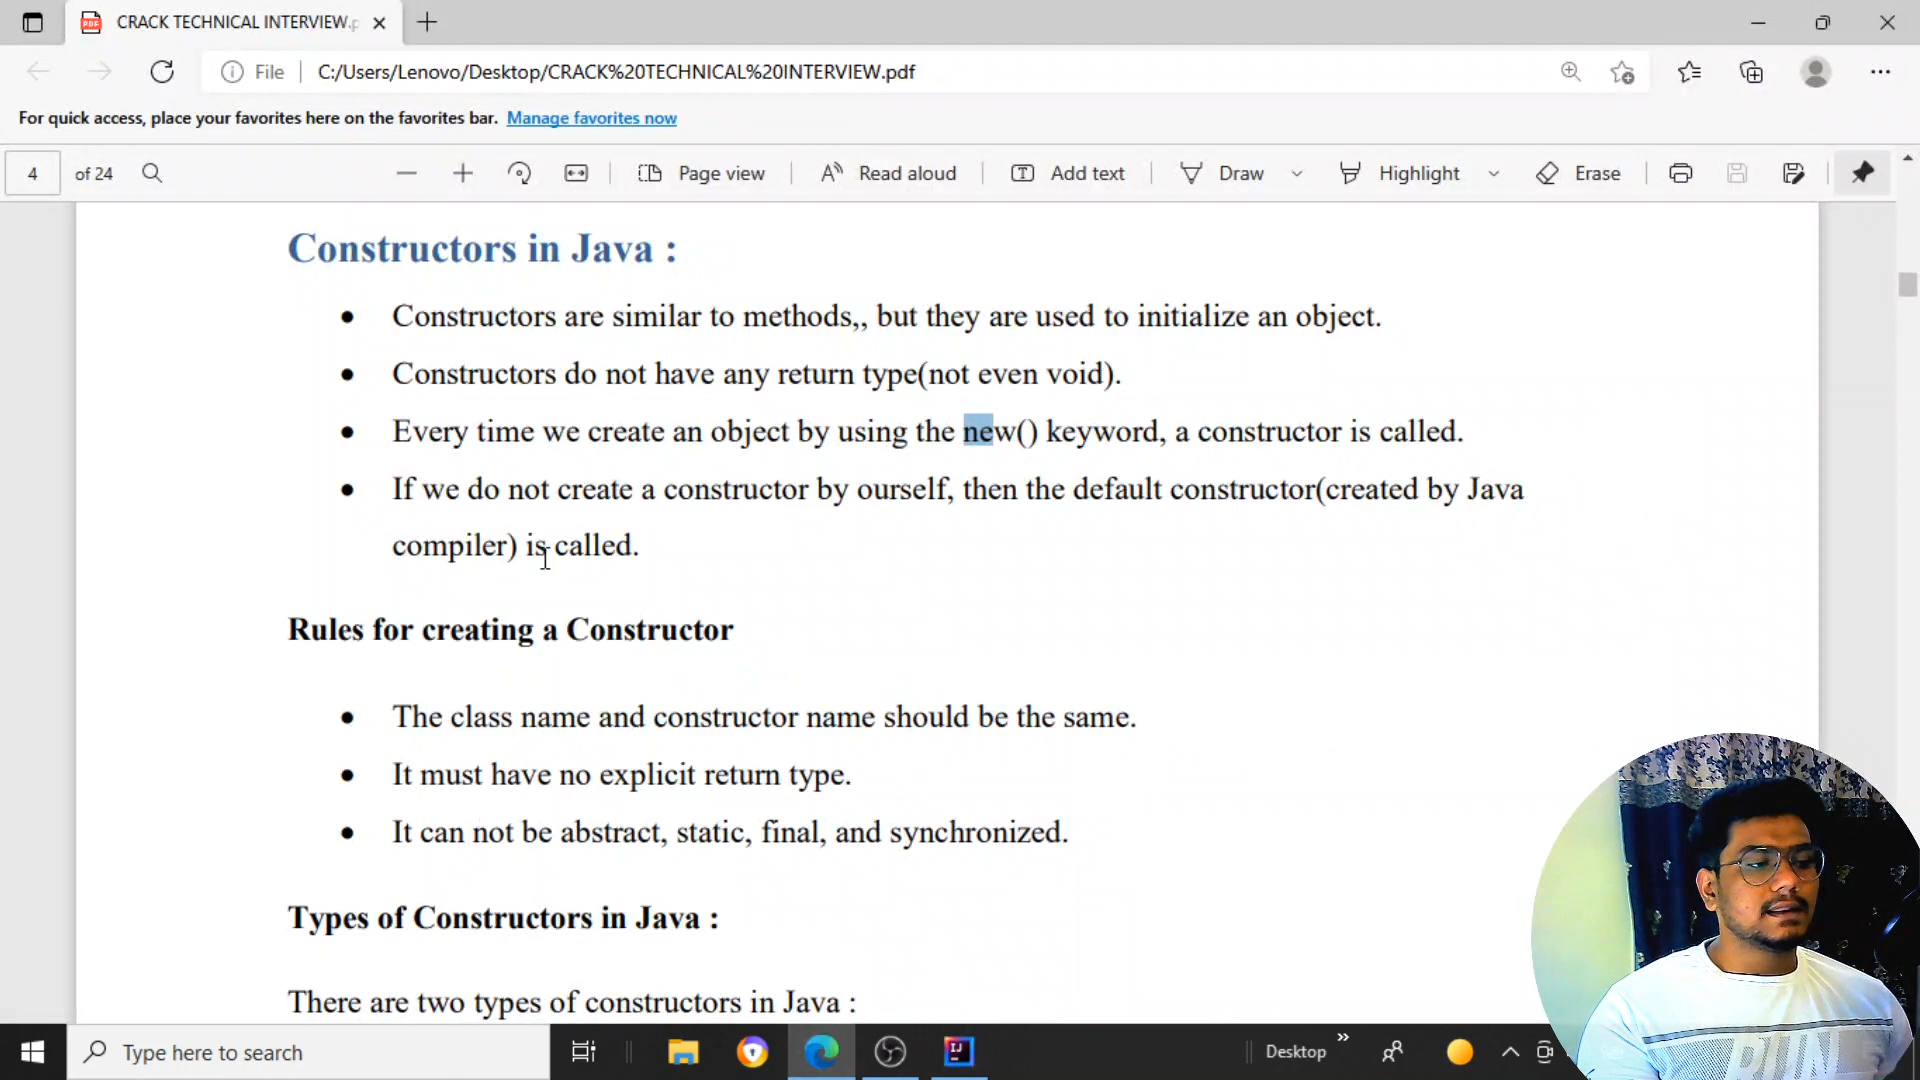 CRACK TECHNICAL INTERVIEW.p
File
C:/Users/Lenovo/Desktop/CRACK%20TECHNICAL%20INTERVIEW.pdf
For quick access, place your favorites here on the favorites bar. Manage favorites now
4 of 24
Page view
Read aloud
Add text
Draw
Highlight
Erase
Constructors in Java :
• Constructors are similar to methods,, but they are used to initialize an object.
• Constructors do not have any return type(not even void).
• Every time we create an object by using the new() keyword, a constructor is called.
• If we do not create a constructor by ourself, then the default constructor(created by Java
compiler) is called.
Rules for creating a Constructor
• The class name and constructor name should be the same.
• It must have no explicit return type.
• It can not be abstract, static, final, and synchronized.
Types of Constructors in Java :
There are two types of constructors in Java :
RUN
Type here to search
Desktop